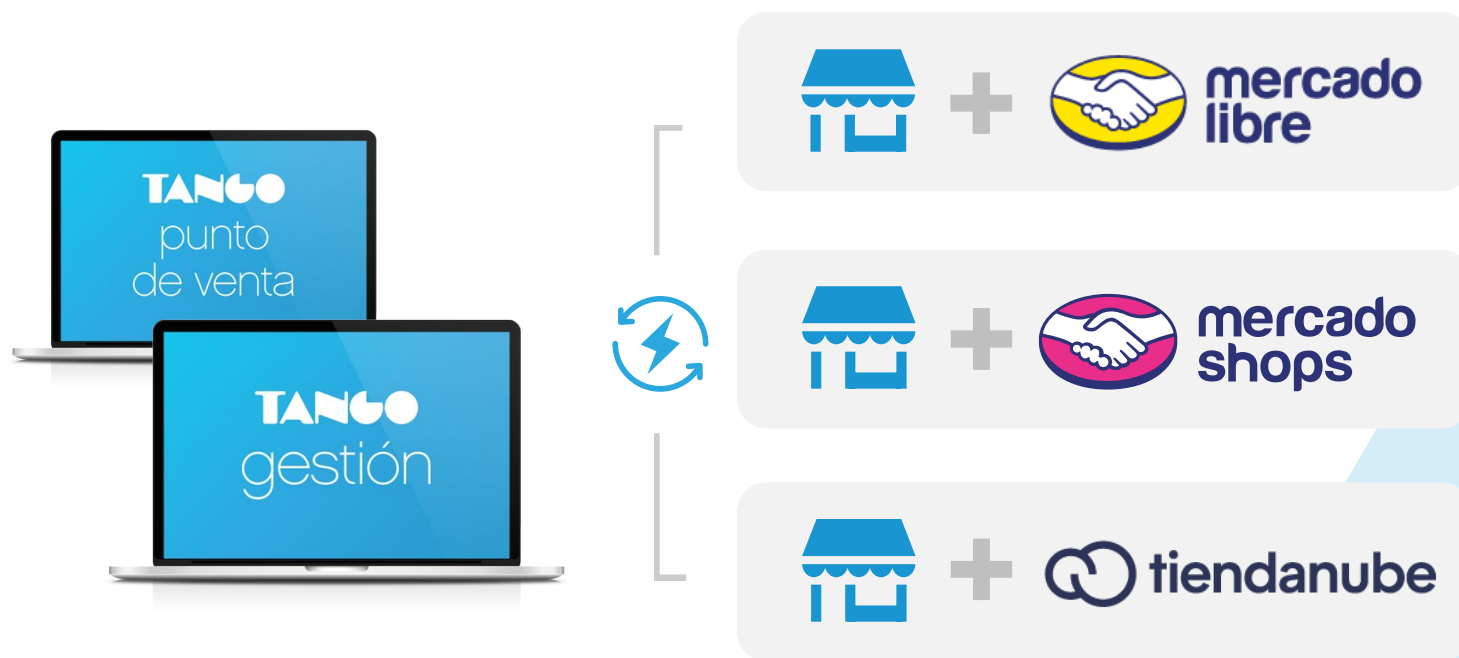 TANGO
punto
de venta
TANGO
gestión
mercado
libre
mercado
shops
tiendanube